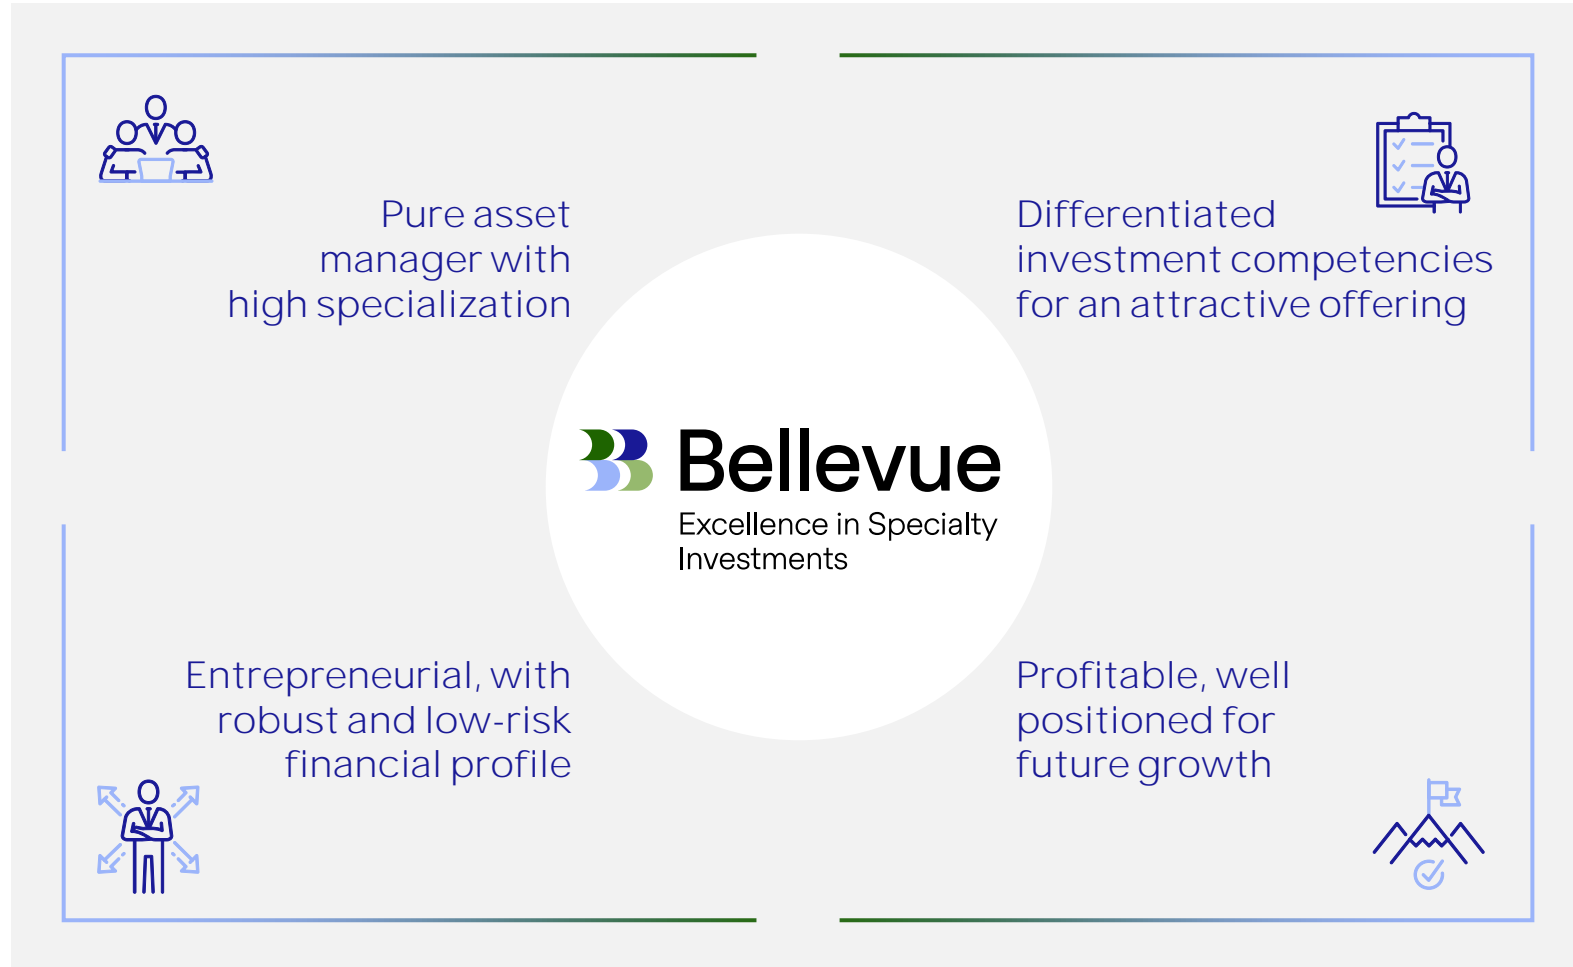 Pure asset
manager with
high specialization
Differentiated
investment competencies
for an attractive offering
Bellevue
Excellence in Specialty
Investments
Entrepreneurial, with
robust and low-risk
financial profile
Profitable, well
positioned for
future growth